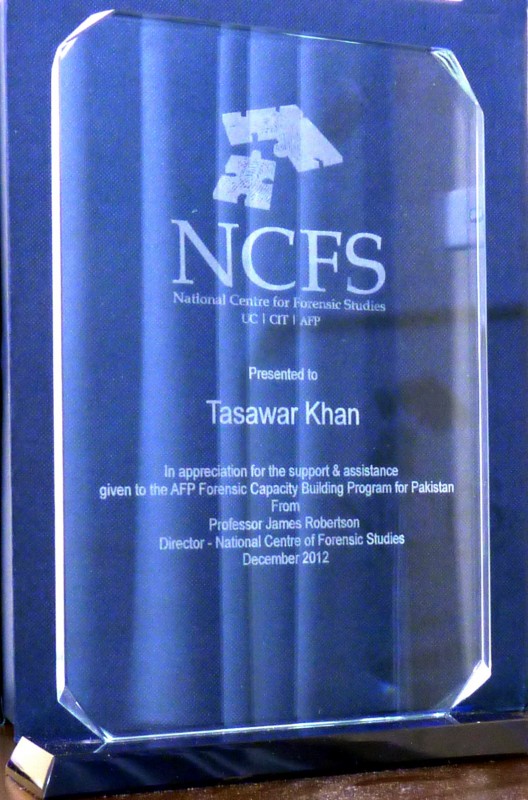 NCFS
National Centre for Forensic Studies
UC | CIT | AFP
Presented to
Tasawar Khan
In appreciation for the support & assistance
given to the AFP Forensic Capacity Building Program for Pakistan
From
Professor James Robertson
Director - National Centre of Forensic Studies
December 2012